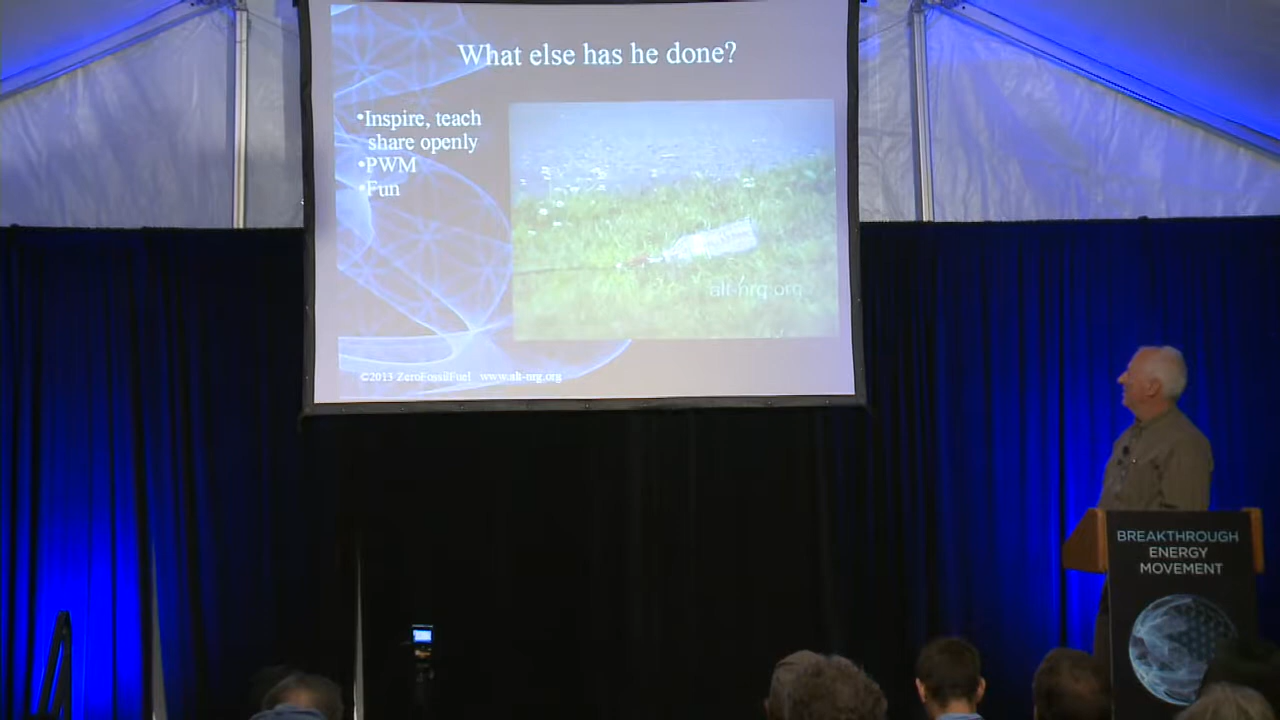 What else has he done?
•Inspire, teach
share openly
•PWM
•Fun
alt-nrg.org
©2013 ZeroFossilFuel www.alt-nrg.org
BREAKTHROUGH
ENERGY
MOVEMENT